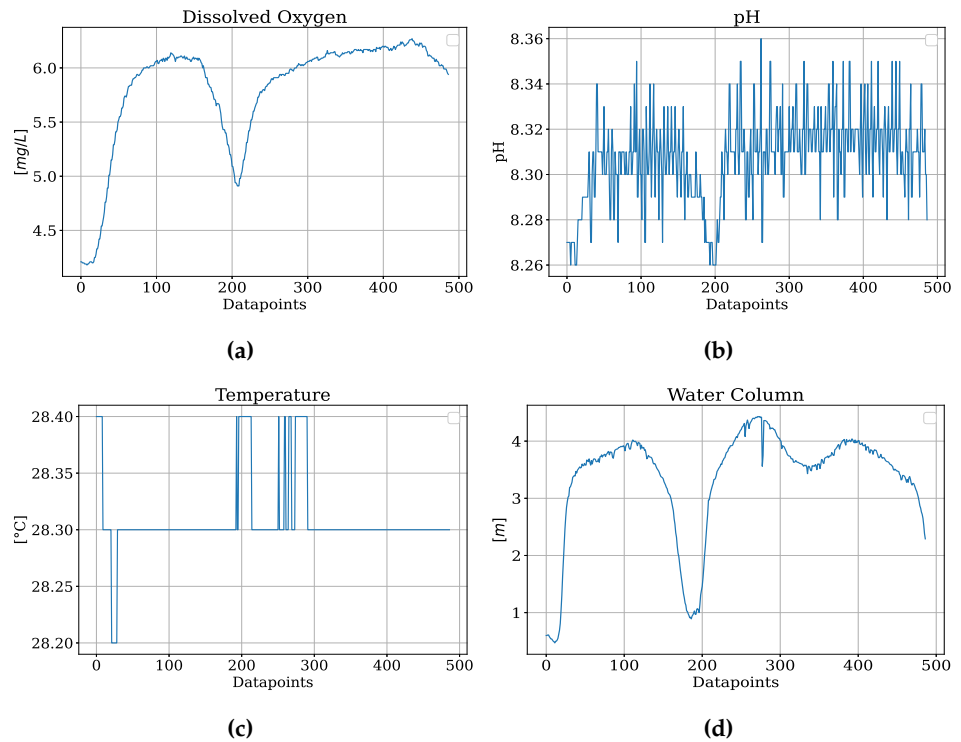 Dissolved Oxygen
[mg/L]
6.0
5.5
5.0
4.5
0 100 200 300 400 500
Datapoints
(a)
pH
pH
8.36
8.34
8.32
8.30
8.28
8.26
0 100 200 300 400 500
Datapoints
(b)
Temperature
[°C]
28.40
28.35
28.30
28.25
28.20
0 100 200 300 400 500
Datapoints
(c)
Water Column
[m]
4
3
2
1
0 100 200 300 400 500
Datapoints
(d)